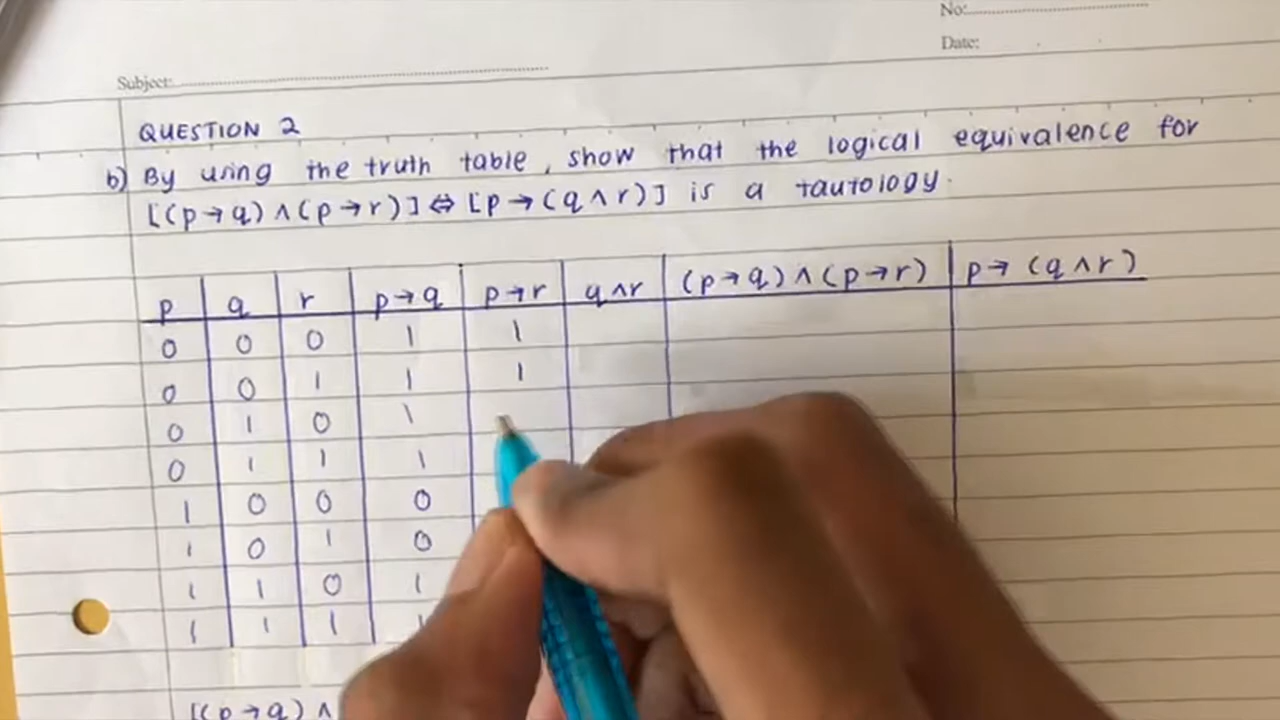 No:
Date:
Subject:
QUESTION 2
b) By using the truth table, show that the logical equivalence for
[(p→q)∧(p→r)]⇔[p→(q∧r)] is a tautology.
p q r p→q p→r q∧r (p→q)∧(p→r) p→(q∧r)
0 0 0 1 1
0 0 1 1 1
0 1 0 1
0 1 1 1
1 0 0 0
1 0 1 0
1 1 0 1
1 1 1 1
[(p→q)∧